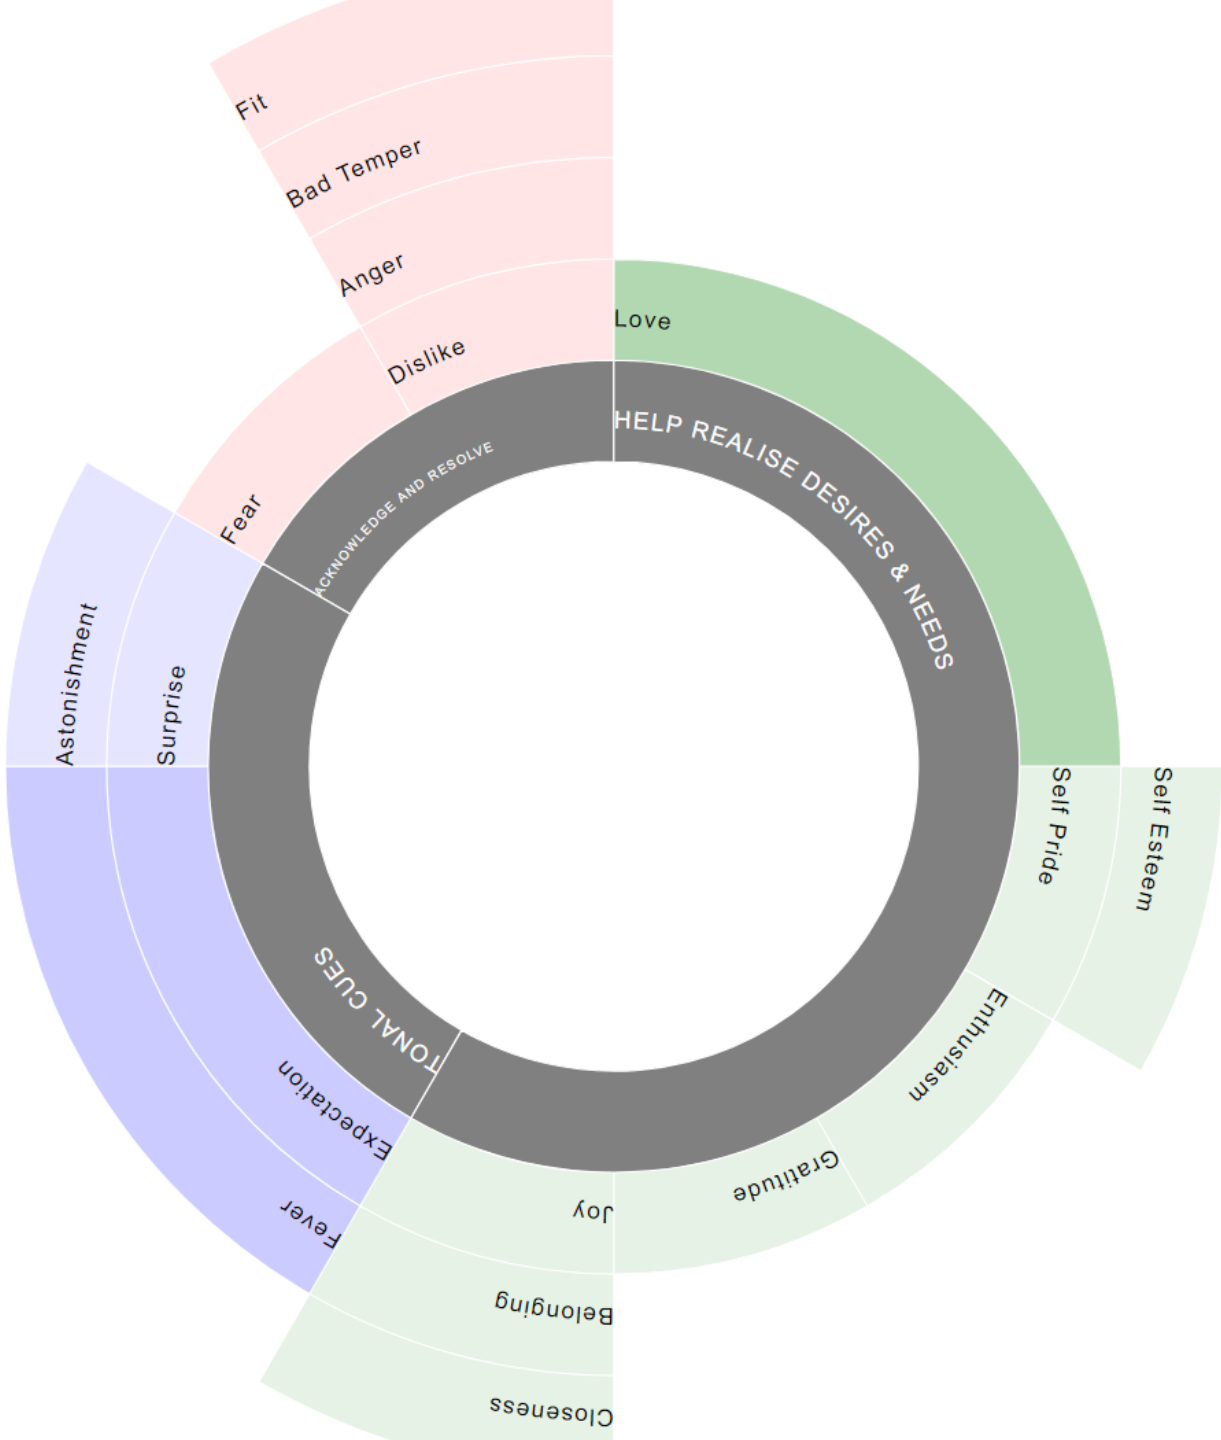 Fit
Bad Temper
Anger
Dislike
Love
HELP REALISE DESIRES & NEEDS
ACKNOWLEDGE AND RESOLVE
Fear
Astonishment
Surprise
Self Pride
Self Esteem
TONAL CUES
Enthusiasm
Expectation
Gratitude
Fever
Joy
Belonging
Closeness